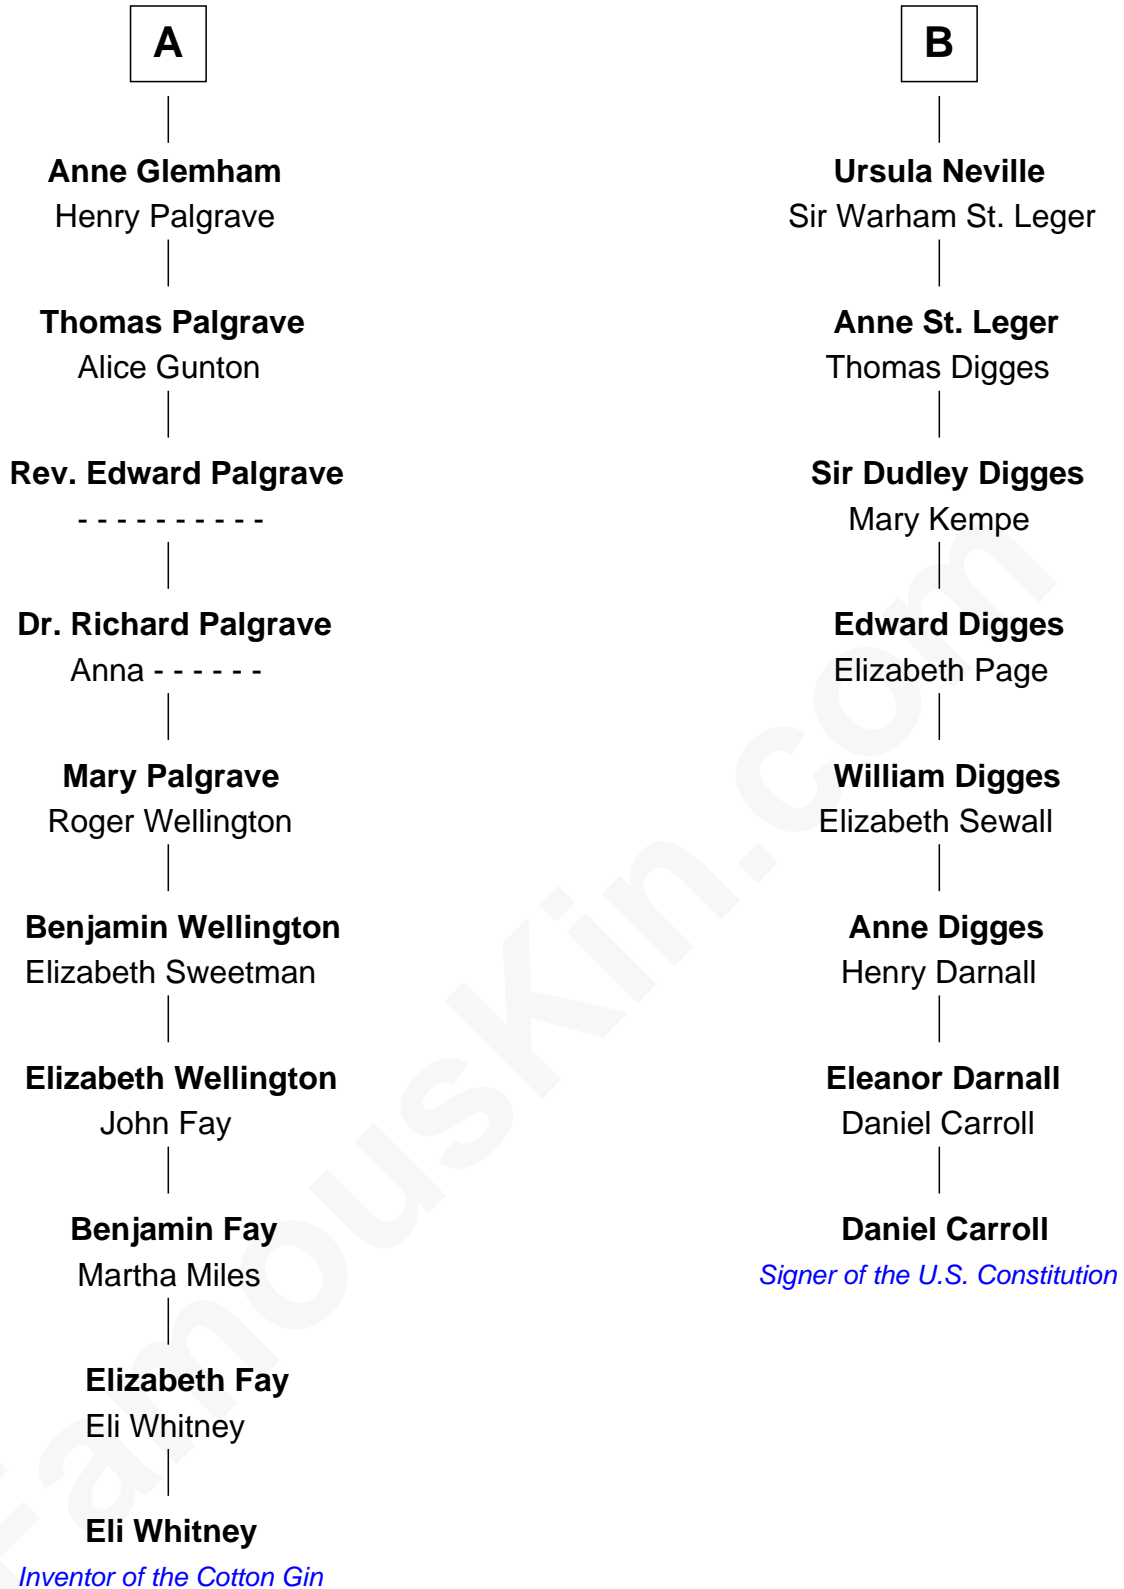 A
Anne Glemham
Henry Palgrave
Thomas Palgrave
Alice Gunton
Rev. Edward Palgrave
- - - - - - - - - -
Dr. Richard Palgrave
Anna - - - - - -
Mary Palgrave
Roger Wellington
Benjamin Wellington
Elizabeth Sweetman
Elizabeth Wellington
John Fay
Benjamin Fay
Martha Miles
Elizabeth Fay
Eli Whitney
Eli Whitney
Inventor of the Cotton Gin
B
Ursula Neville
Sir Warham St. Leger
Anne St. Leger
Thomas Digges
Sir Dudley Digges
Mary Kempe
Edward Digges
Elizabeth Page
William Digges
Elizabeth Sewall
Anne Digges
Henry Darnall
Eleanor Darnall
Daniel Carroll
Daniel Carroll
Signer of the U.S. Constitution
FamousKin.com